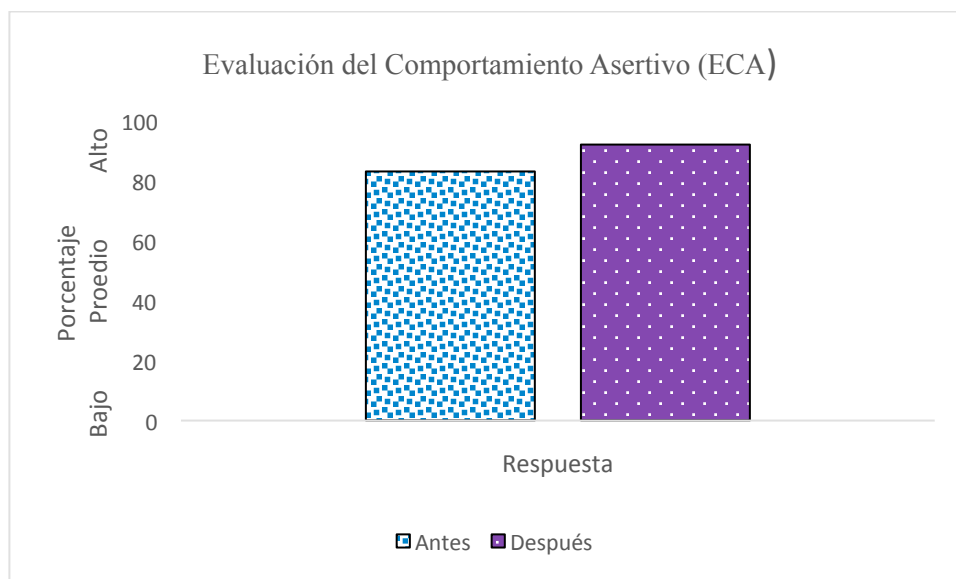 Evaluación del Comportamiento Asertivo (ECA)
Porcentaje
Bajo Proedio Alto
100
80
60
40
20
0
Respuesta
Antes Después